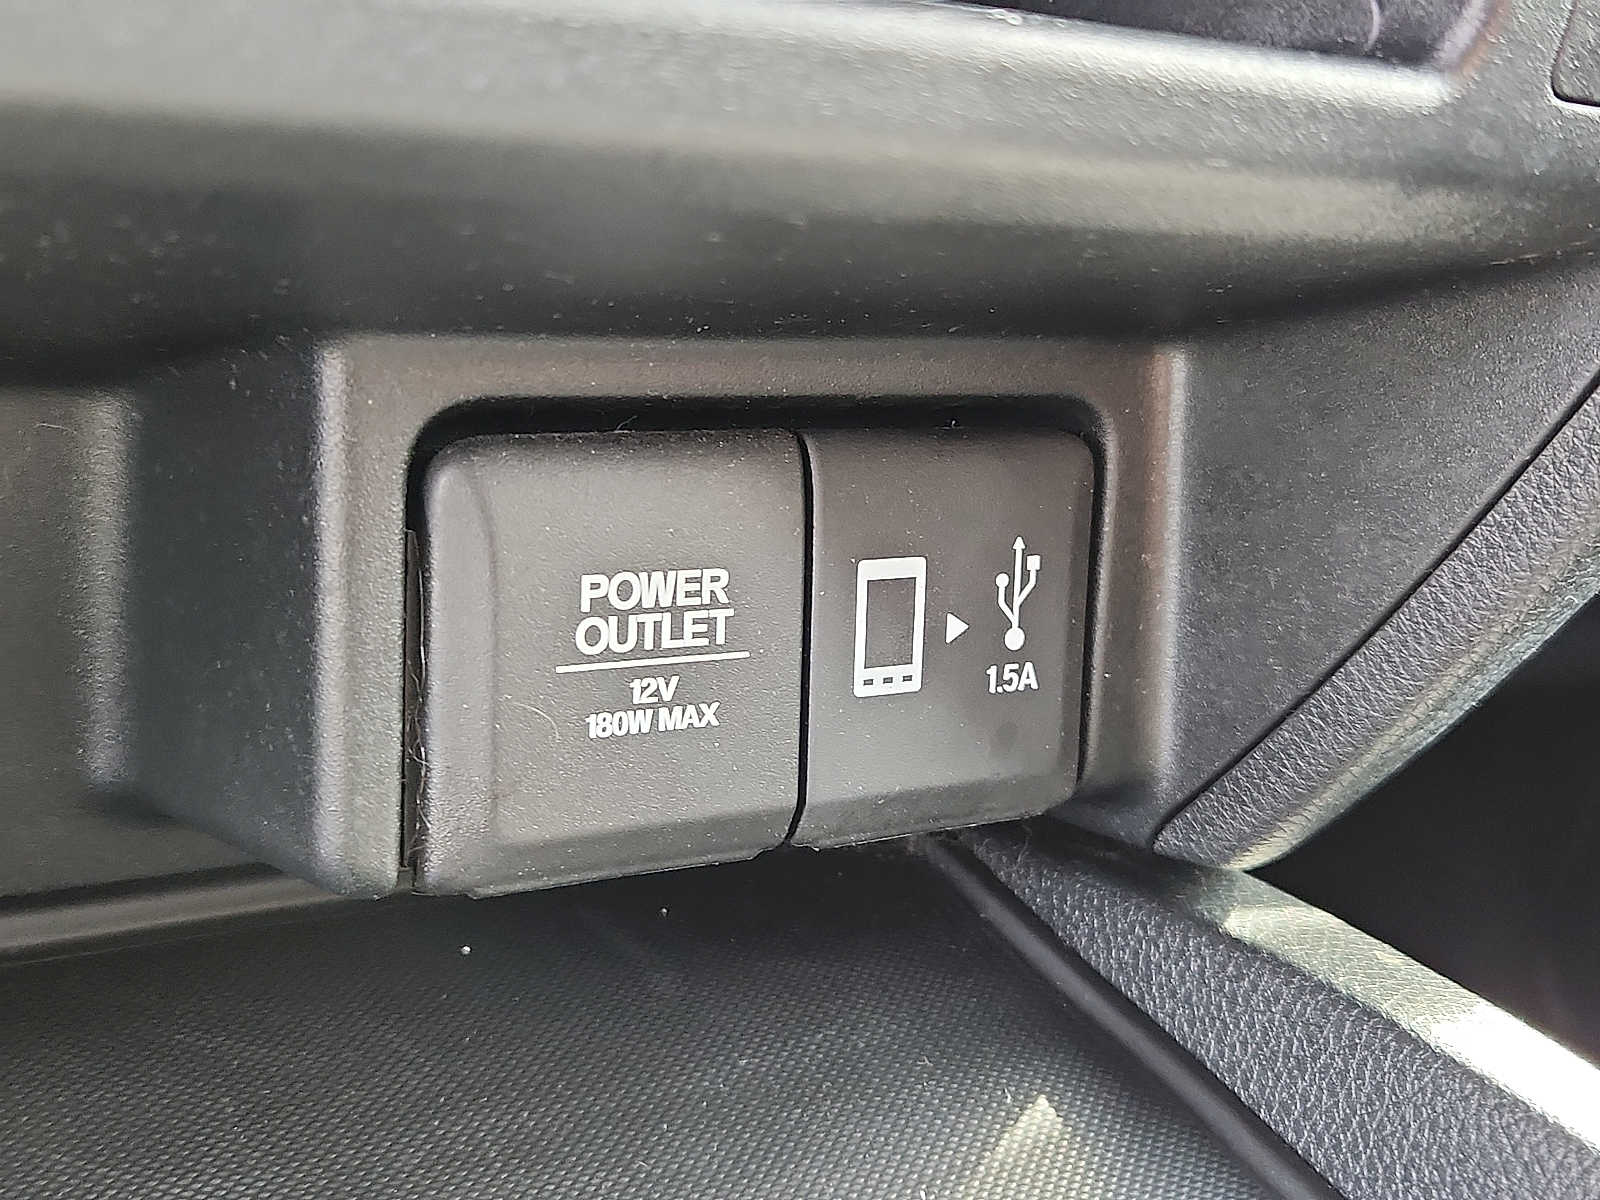 POWER
OUTLET
12V
180W MAX
1.5A